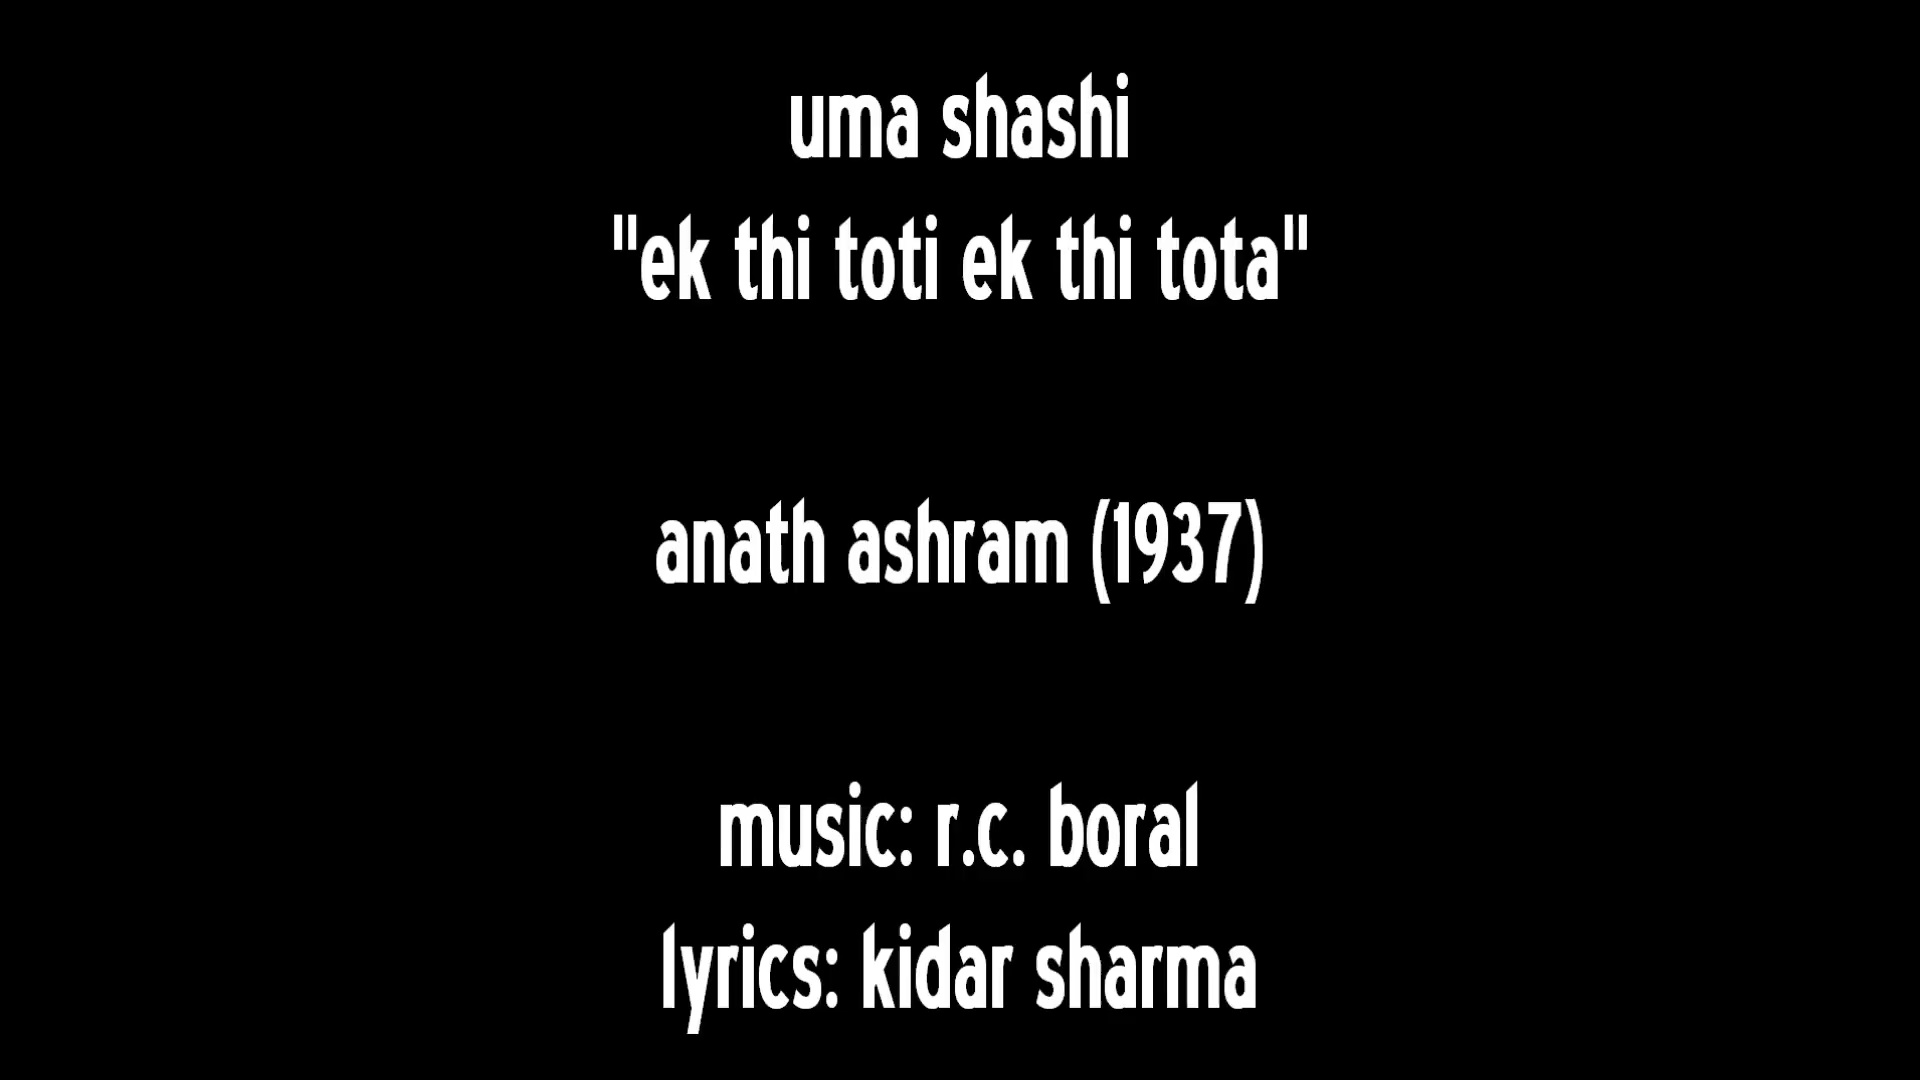 uma shashi
"ek thi toti ek thi tota"
anath ashram (1937)
music: r.c. boral
lyrics: kidar sharma